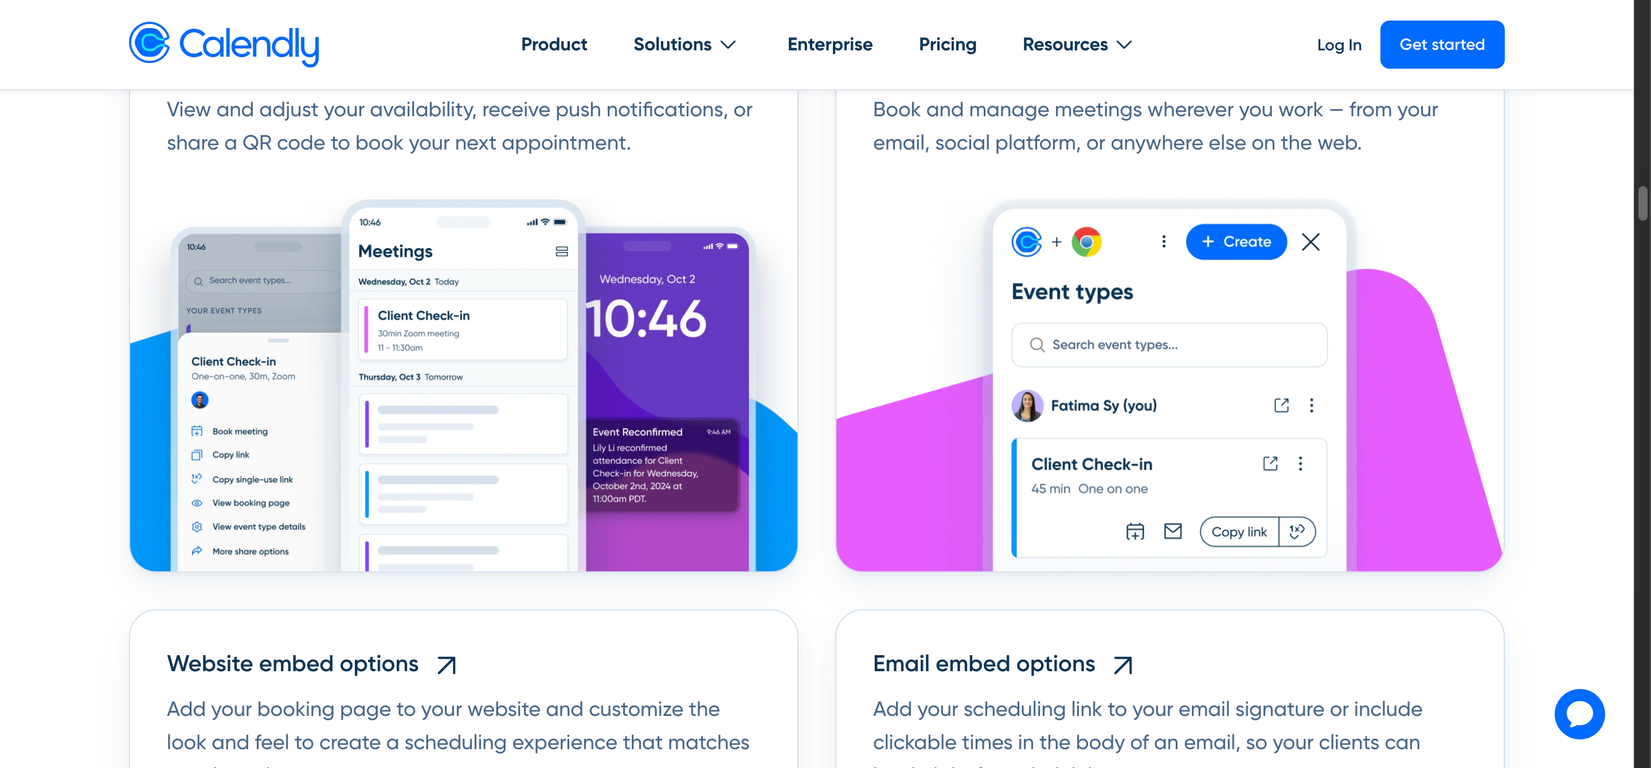 Calendly
Product
Solutions
Enterprise
Pricing
Resources
Log In
Get started
View and adjust your availability, receive push notifications, or
share a QR code to book your next appointment.
10:46
Search event types...
YOUR EVENT TYPES
Client Check-in
One-on-one, 30m, Zoom
Book meeting
Copy link
Copy single-use link
View booking page
View event type details
More share options
10:46
Meetings
Wednesday, Oct 2 Today
Client Check-in
30min Zoom meeting
11 - 11:30am
Thursday, Oct 3 Tomorrow
Wednesday, Oct 2
10:46
Event Reconfirmed 9:46 AM
Lily Li reconfirmed
attendance for Client
Check-in for Wednesday,
October 2nd, 2024 at
11:00am PDT.
Book and manage meetings wherever you work — from your
email, social platform, or anywhere else on the web.
+
+ Create
Event types
Search event types...
Fatima Sy (you)
Client Check-in
45 min One on one
Copy link
1x
Website embed options
Add your booking page to your website and customize the
look and feel to create a scheduling experience that matches
Email embed options
Add your scheduling link to your email signature or include
clickable times in the body of an email, so your clients can